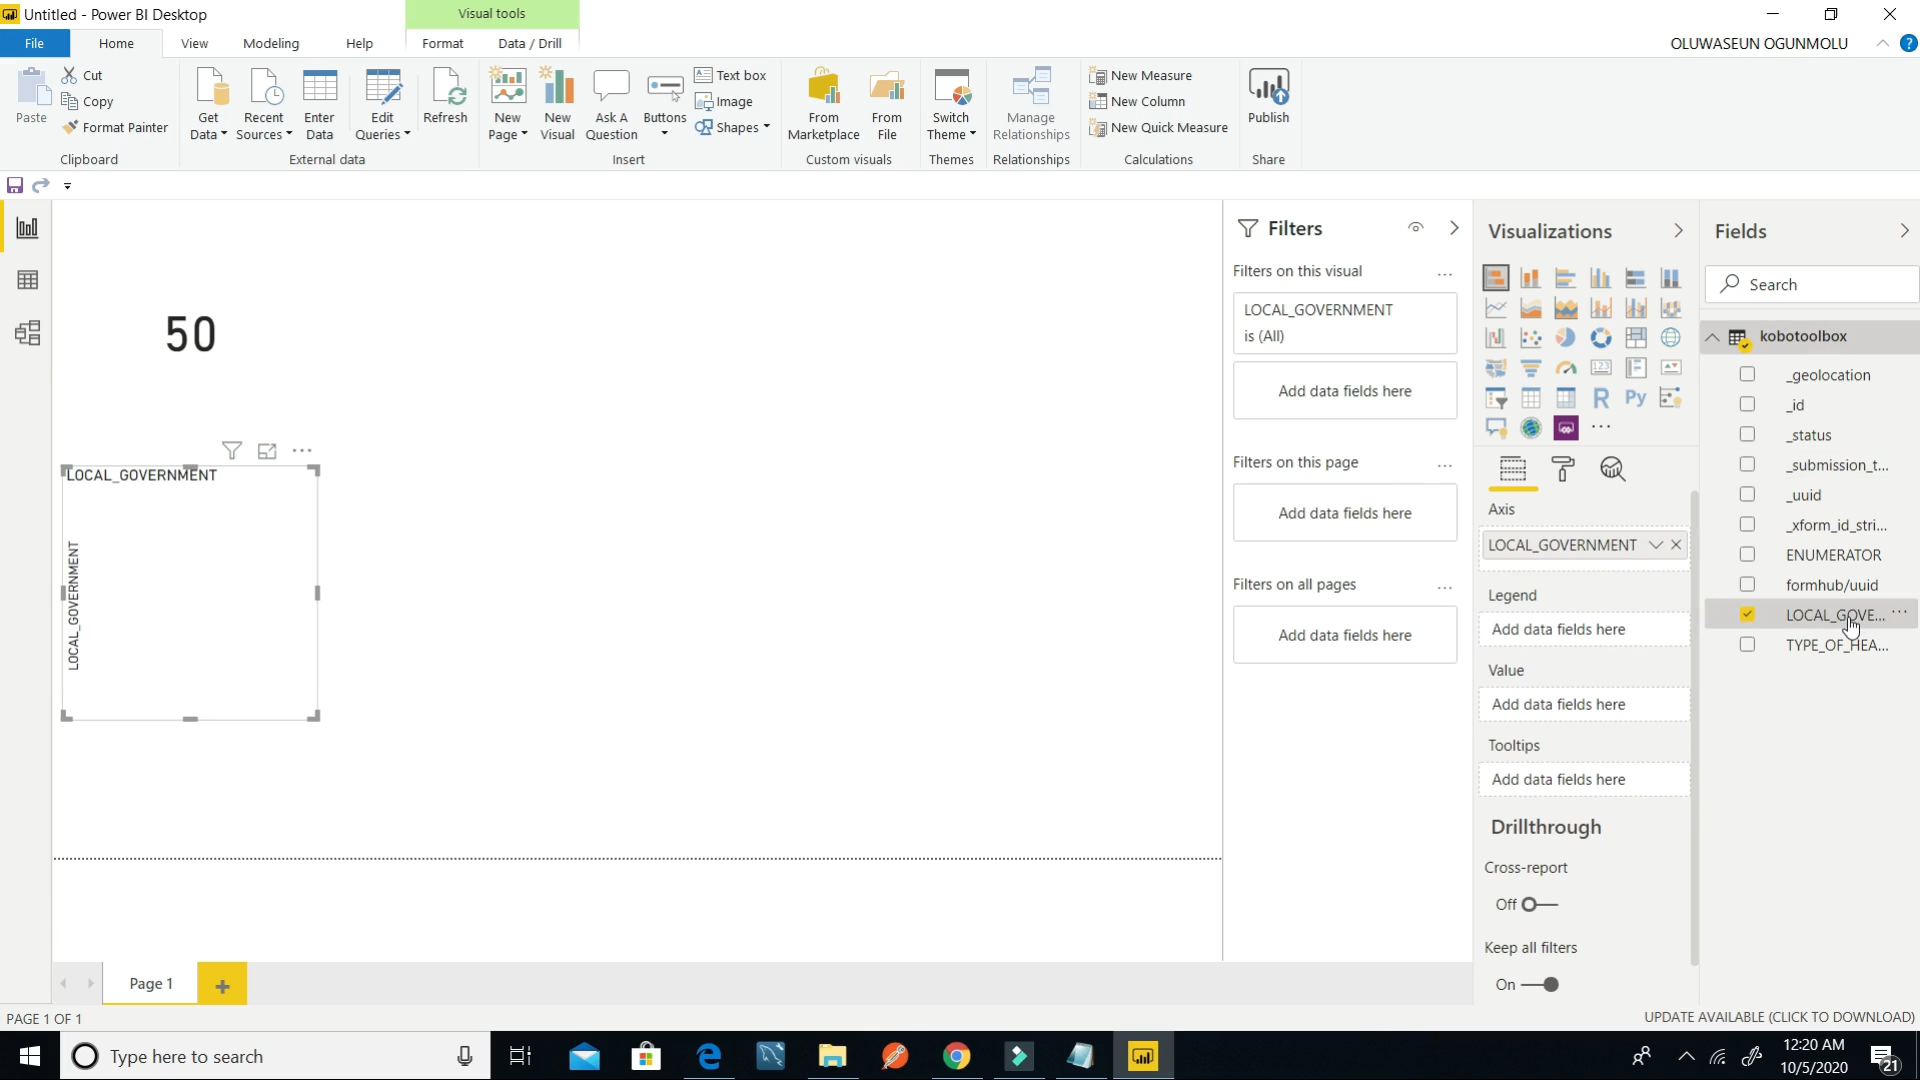 Untitled - Power BI Desktop
Visual tools
File
Home
View
Modeling
Help
Format
Data / Drill
OLUWASEUN OGUNMOLU
?
Paste
Cut
Copy
Format Painter
Clipboard
Get
Data
Recent
Sources
Enter
Data
Edit
Queries
Refresh
External data
New
Page
New
Visual
Ask A
Question
Buttons
Text box
Image
Shapes
Insert
From
Marketplace
From
File
Custom visuals
Switch
Theme
Themes
Manage
Relationships
Relationships
New Measure
New Column
New Quick Measure
Calculations
Publish
Share
50
LOCAL_GOVERNMENT
LOCAL_GOVERNMENT
Filters
Filters on this visual
...
LOCAL_GOVERNMENT
is (All)
Add data fields here
Filters on this page
...
Add data fields here
Filters on all pages
...
Add data fields here
Visualizations
123
R
Py
...
Axis
LOCAL_GOVERNMENT
Legend
Add data fields here
Value
Add data fields here
Tooltips
Add data fields here
Drillthrough
Cross-report
Off
Keep all filters
On
Fields
Search
kobotoolbox
_geolocation
_id
_status
_submission_t...
_uuid
_xform_id_stri...
ENUMERATOR
formhub/uuid
LOCAL_GOVE...
...
TYPE_OF_HEA...
Page 1
+
PAGE 1 OF 1
UPDATE AVAILABLE (CLICK TO DOWNLOAD)
Type here to search
12:20 AM
10/5/2020
21